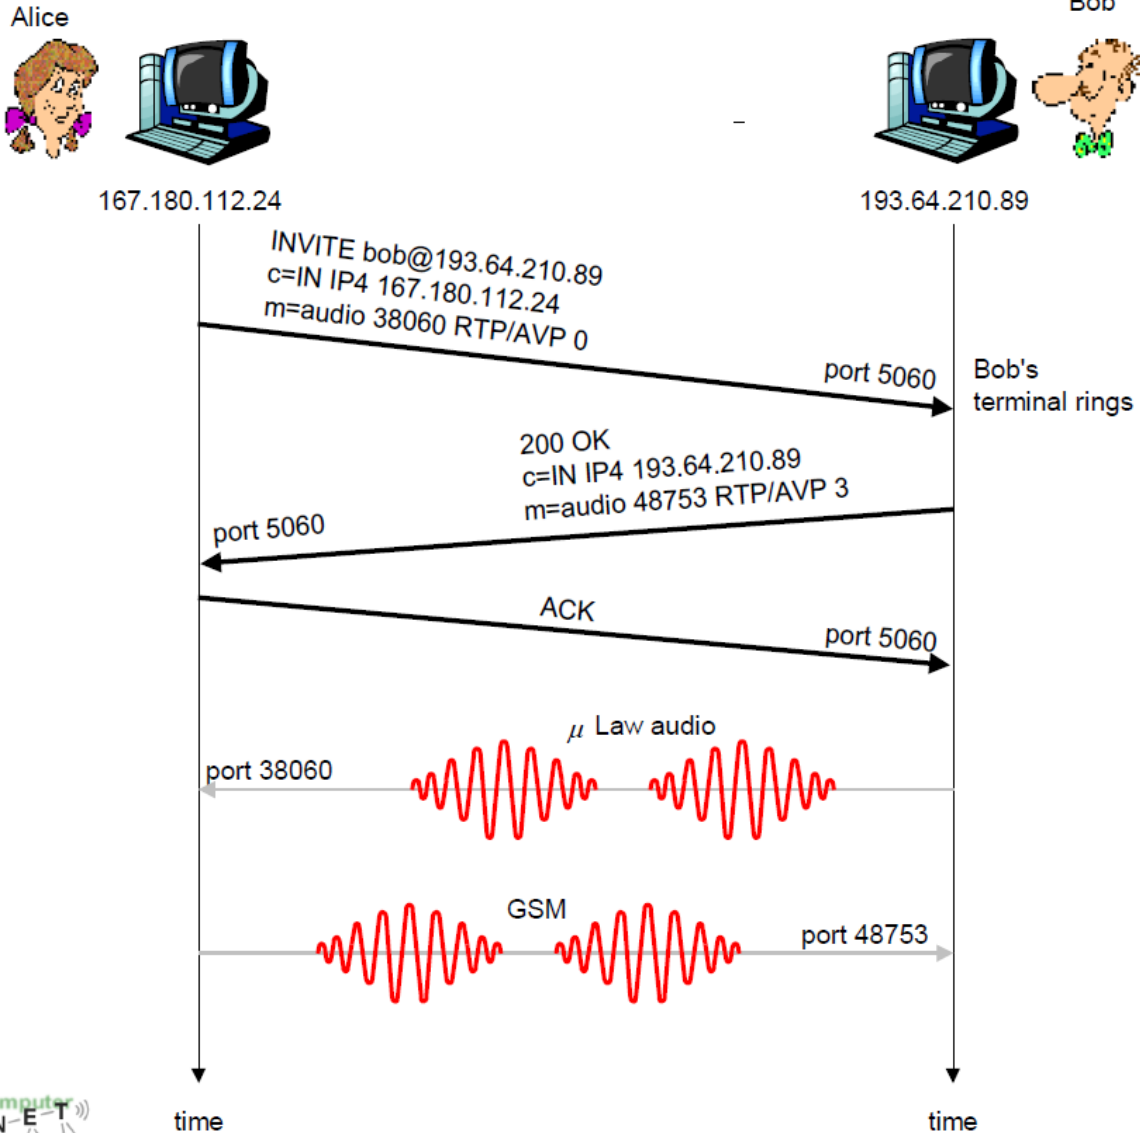 Alice
Bob
167.180.112.24
193.64.210.89
INVITE bob@193.64.210.89
c=IN IP4 167.180.112.24
m=audio 38060 RTP/AVP 0
port 5060
Bob's
terminal rings
200 OK
c=IN IP4 193.64.210.89
m=audio 48753 RTP/AVP 3
port 5060
ACK
port 5060
μ Law audio
port 38060
GSM
port 48753
time
time
mputer
N-E-T